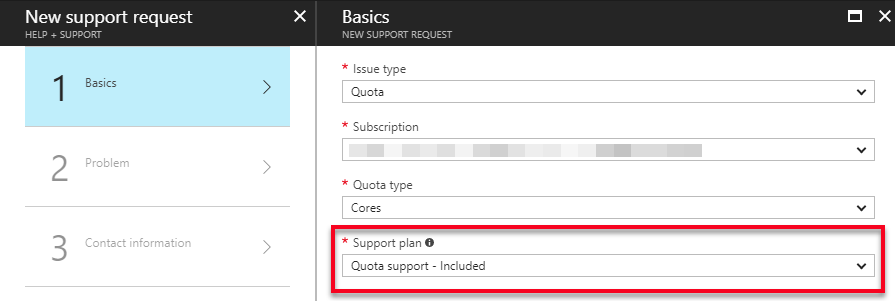 New support request
HELP + SUPPORT
1 Basics
2 Problem
3 Contact information
Basics
NEW SUPPORT REQUEST
* Issue type
Quota
* Subscription
* Quota type
Cores
* Support plan
Quota support - Included